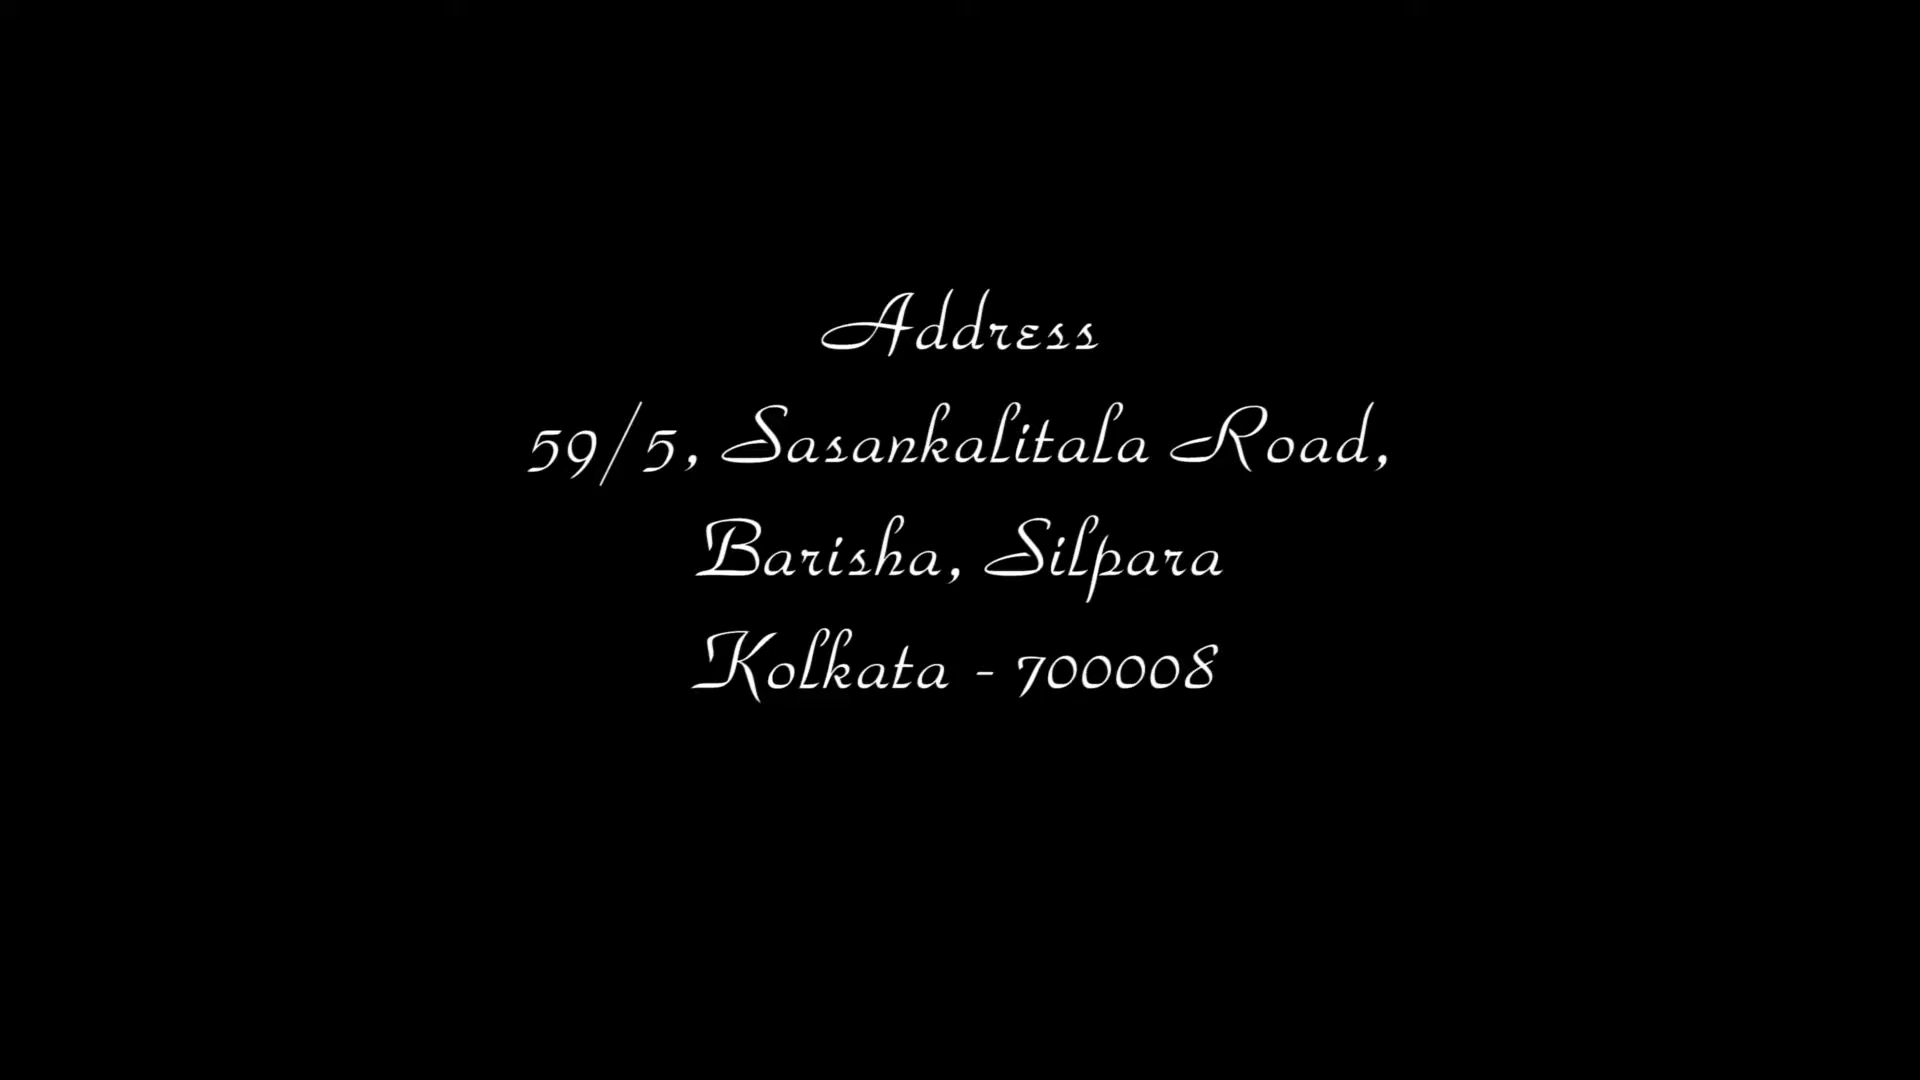 Address
59/5, Sasankalitala Road,
Barisha, Silpara
Kolkata - 700008